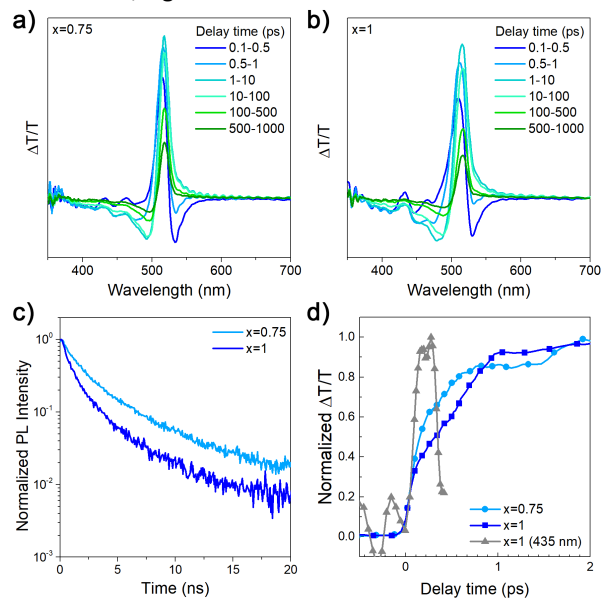 a)
x=0.75
Delay time (ps)
0.1-0.5
0.5-1
1-10
10-100
100-500
500-1000
ΔT/T
400
500
600
700
Wavelength (nm)
b)
x=1
Delay time (ps)
0.1-0.5
0.5-1
1-10
10-100
100-500
500-1000
ΔT/T
400
500
600
700
Wavelength (nm)
c)
x=0.75
x=1
Normalized PL Intensity
10⁰
10⁻¹
10⁻²
10⁻³
0
5
10
15
20
Time (ns)
d)
Normalized ΔT/T
1.0
0.8
0.6
0.4
0.2
0.0
x=0.75
x=1
x=1 (435 nm)
0
1
2
Delay time (ps)